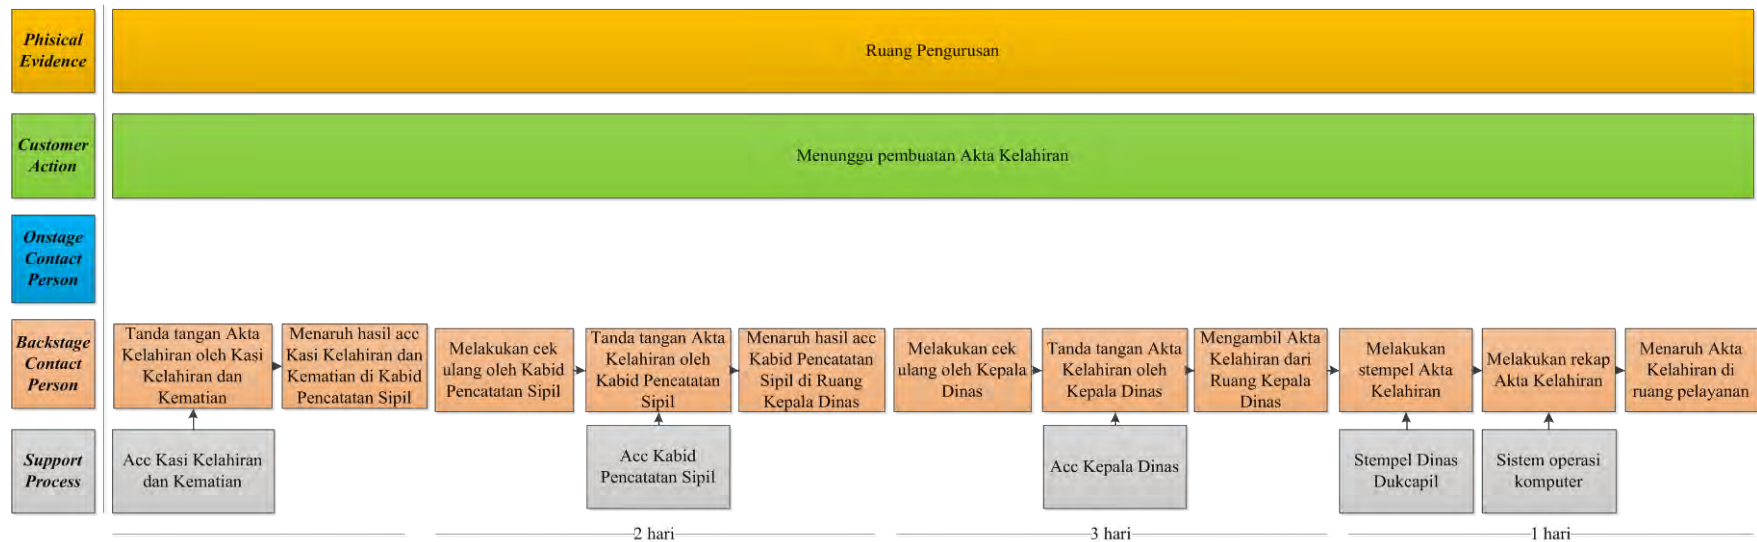 Phisical
Evidence
Ruang Pengurusan
Customer
Action
Menunggu pembuatan Akta Kelahiran
Onstage
Contact
Person
Backstage
Contact
Person
Tanda tangan Akta
Kelahiran oleh Kasi
Kelahiran dan
Kematian
Menaruh hasil acc
Kasi Kelahiran dan
Kematian di Kabid
Pencatatan Sipil
Melakukan cek
ulang oleh Kabid
Pencatatan Sipil
Tanda tangan Akta
Kelahiran oleh
Kabid Pencatatan
Sipil
Menaruh hasil acc
Kabid Pencatatan
Sipil di Ruang
Kepala Dinas
Melakukan cek
ulang oleh Kepala
Dinas
Tanda tangan Akta
Kelahiran oleh
Kepala Dinas
Mengambil Akta
Kelahiran dari
Ruang Kepala
Dinas
Melakukan
stempel Akta
Kelahiran
Melakukan rekap
Akta Kelahiran
Menaruh Akta
Kelahiran di
ruang pelayanan
Support
Process
Acc Kasi Kelahiran
dan Kematian
Acc Kabid
Pencatatan Sipil
Acc Kepala Dinas
Stempel Dinas
Dukcapil
Sistem operasi
komputer
2 hari
3 hari
1 hari